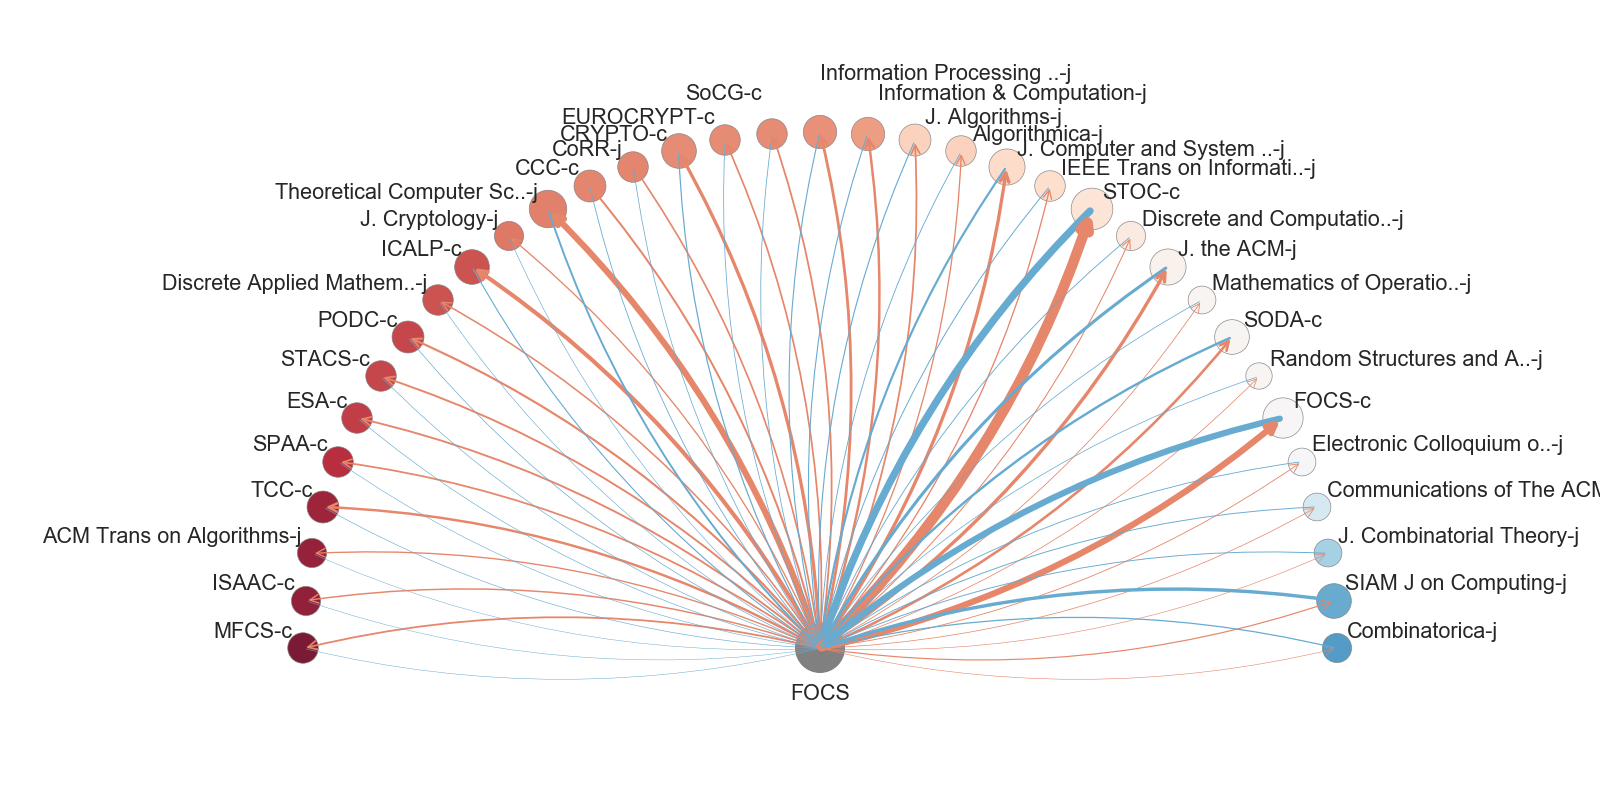 Information Processing ..-j
SoCG-c
Information & Computation-j
EUROCRYPT-c
J. Algorithms-j
CRYPTO-c
Algorithmica-j
CoRR-j
J. Computer and System ..-j
CCC-c
IEEE Trans on Informati..-j
Theoretical Computer Sc..-j
STOC-c
J. Cryptology-j
Discrete and Computatio..-j
ICALP-c
J. the ACM-j
Discrete Applied Mathem..-j
Mathematics of Operatio..-j
PODC-c
SODA-c
STACS-c
Random Structures and A..-j
ESA-c
FOCS-c
SPAA-c
Electronic Colloquium o..-j
TCC-c
Communications of The ACM
ACM Trans on Algorithms-j
J. Combinatorial Theory-j
ISAAC-c
SIAM J on Computing-j
MFCS-c
Combinatorica-j
FOCS